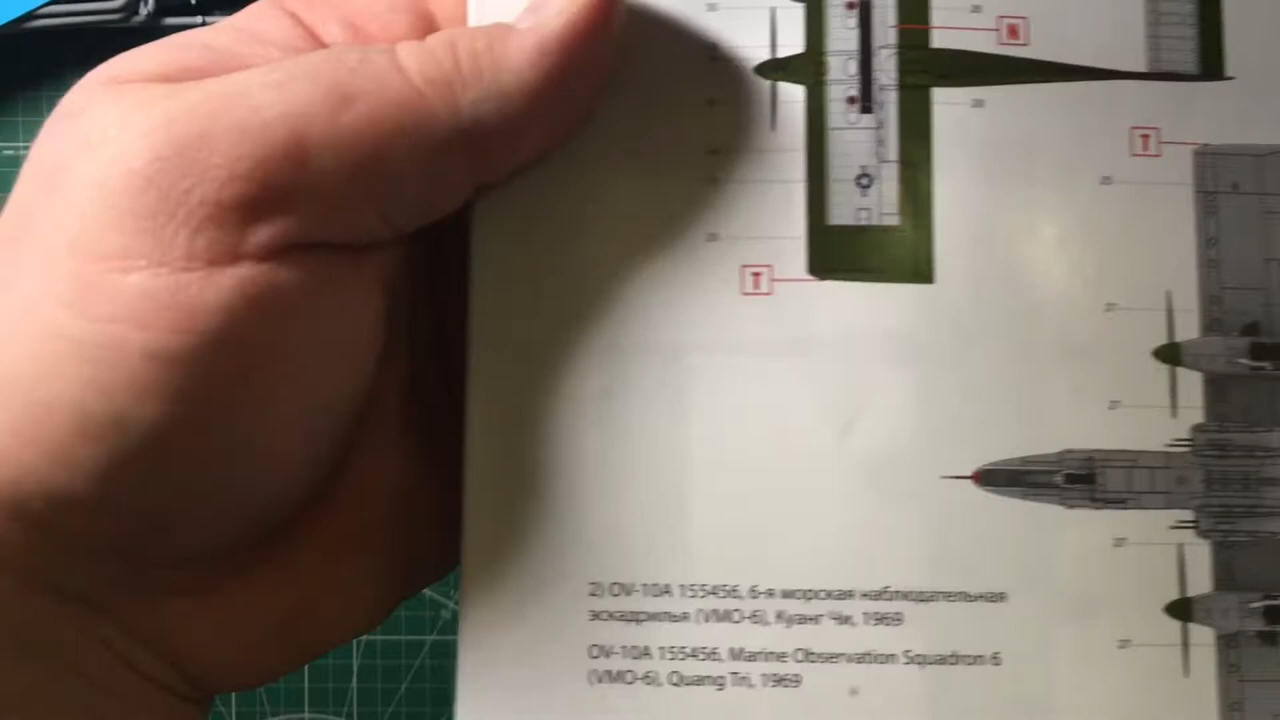 T
T
2) OV-10A 155456, 6-я морская наблюдательная
эскадрилья (VMO-6), Куанг Чи, 1969
OV-10A 155456, Marine Observation Squadron 6
(VMO-6), Quang Tri, 1969